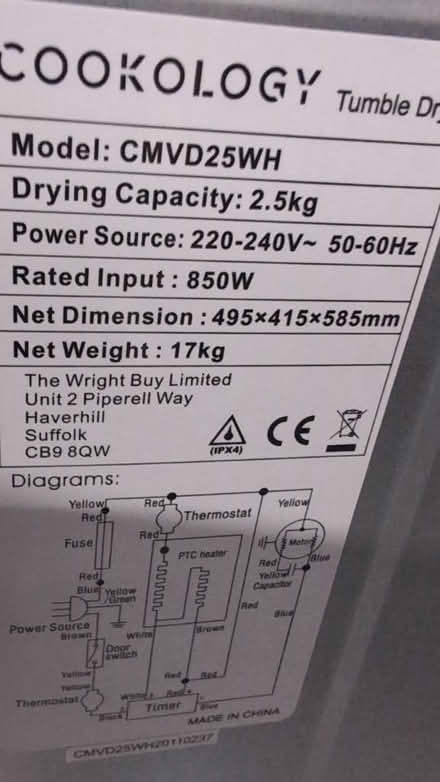 COOKOLOGY Tumble Dry
Model: CMVD25WH
Drying Capacity: 2.5kg
Power Source: 220-240V~ 50-60Hz
Rated Input : 850W
Net Dimension : 495×415×585mm
Net Weight : 17kg
The Wright Buy Limited
Unit 2 Piperell Way
Haverhill
Suffolk
CB9 8QW
(IPX4)
CE
Diagrams:
Yellow
Red
Fuse
Red
Blue
Yellow
Green
Power Source
Brown
Door
switch
Yellow
Yellow
Thermostat
Black
Red
Thermostat
Red
PTC heater
White
Brown
Red
Red
White
Red
Timer
Blue
Yellow
Motor
Red
Blue
Yellow
Capacitor
Red
Blue
MADE IN CHINA
CMVD25WH20110237